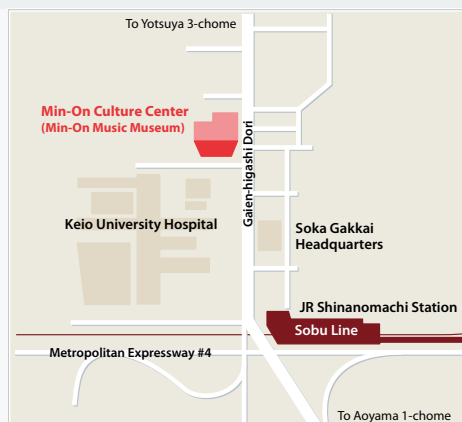 To Yotsuya 3-chome
Min-On Culture Center
(Min-On Music Museum)
Gaien-higashi Dori
Keio University Hospital
Soka Gakkai
Headquarters
JR Shinanomachi Station
Sobu Line
Metropolitan Expressway #4
To Aoyama 1-chome